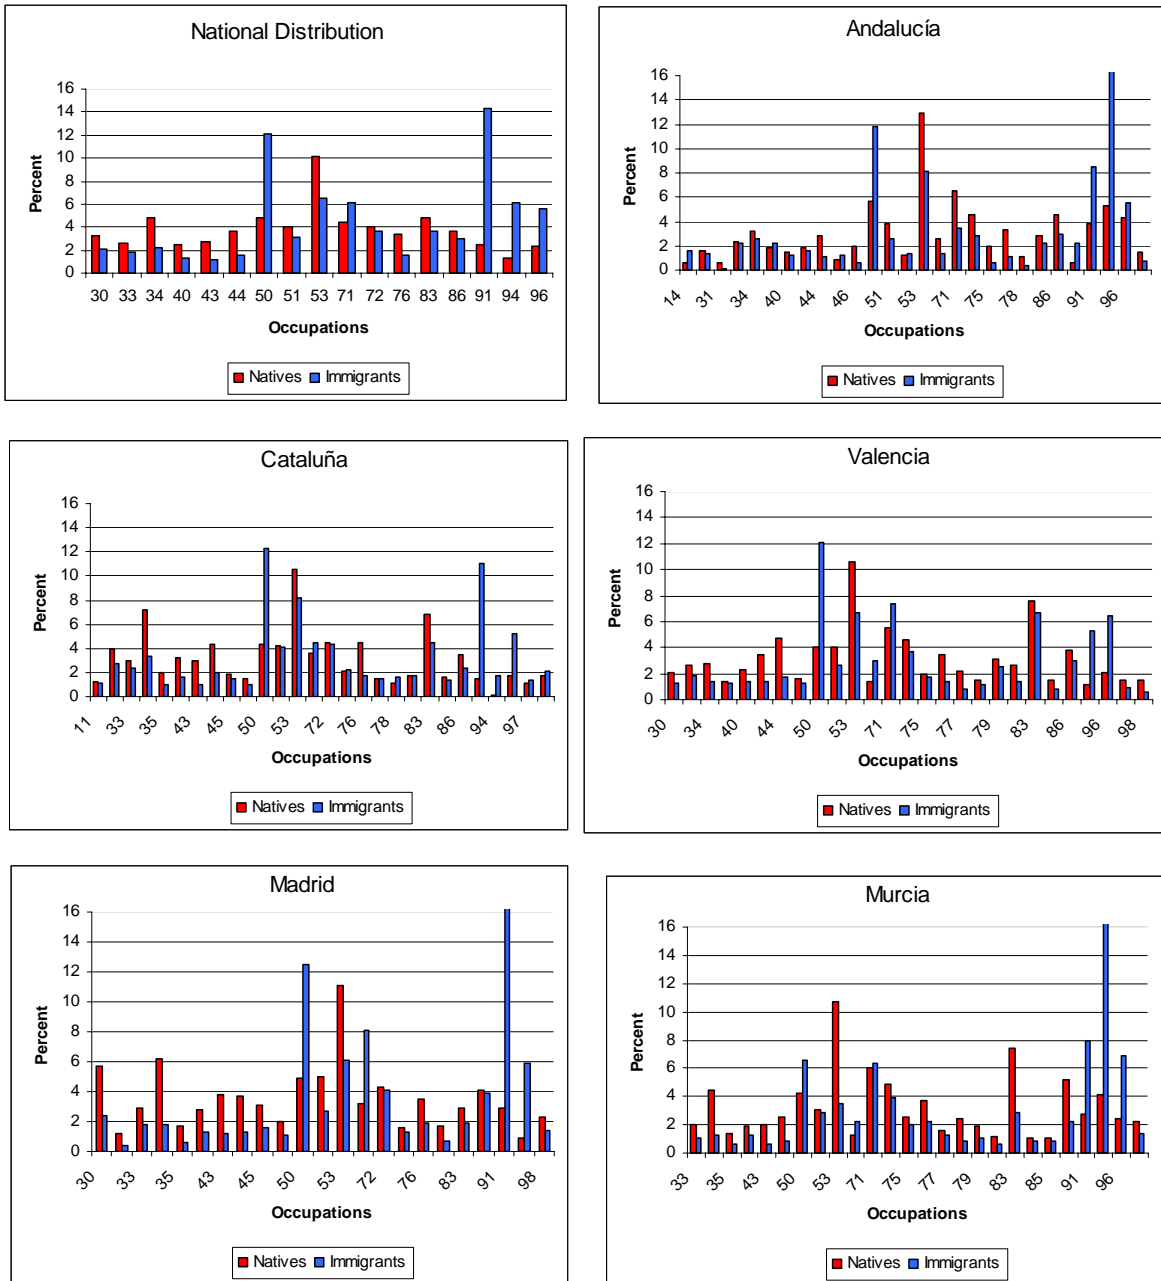 National Distribution
16
14
12
10
8
6
4
2
0
Percent
30 33 34 40 43 44 50 51 53 71 72 76 83 86 91 94 96
Occupations
Natives Immigrants
Andalucía
16
14
12
10
8
6
4
2
0
Percent
14 31 34 40 44 46 51 53 71 75 78 86 91 96
Occupations
Natives Immigrants
Cataluña
16
14
12
10
8
6
4
2
0
Percent
11 33 35 43 47 50 53 72 76 78 83 86 94 97
Occupations
Natives Immigrants
Valencia
16
14
12
10
8
6
4
2
0
Percent
30 34 40 44 50 53 71 75 77 79 83 86 96 98
Occupations
Natives Immigrants
Madrid
16
14
12
10
8
6
4
2
0
Percent
30 33 35 43 45 50 53 72 76 83 91 98
Occupations
Natives Immigrants
Murcia
16
14
12
10
8
6
4
2
0
Percent
33 35 43 50 53 71 75 77 79 83 85 91 96
Occupations
Natives Immigrants